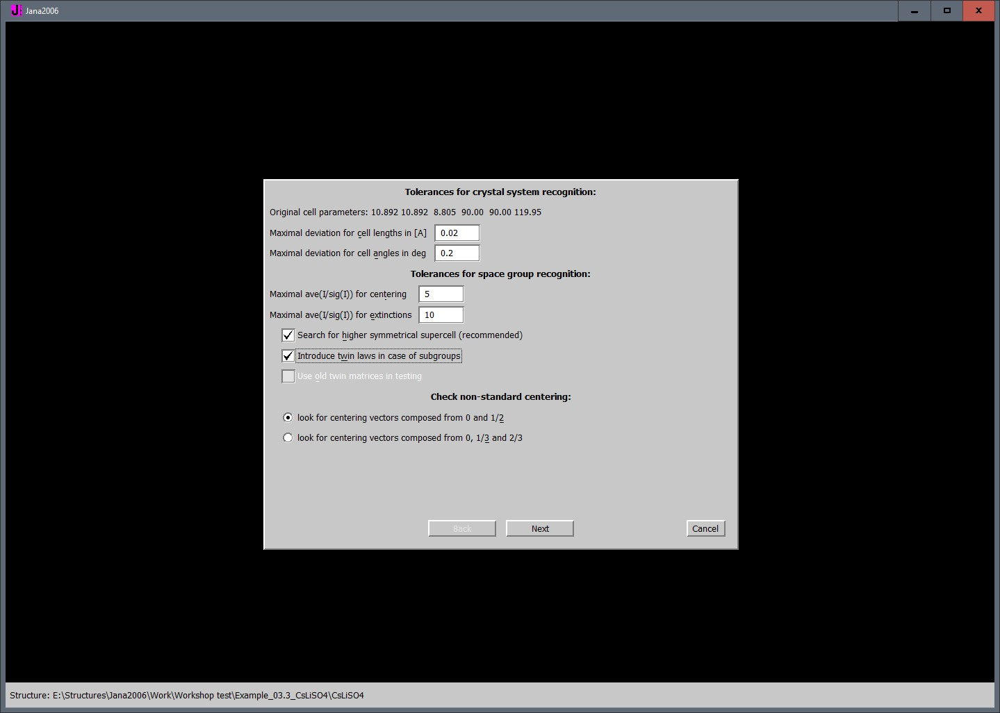 Jana2006
Tolerances for crystal system recognition:
Original cell parameters: 10.892 10.892 8.805 90.00 90.00 119.95
Maximal deviation for cell lengths in [A] 0.02
Maximal deviation for cell angles in deg 0.2
Tolerances for space group recognition:
Maximal ave(I/sig(I)) for centering 5
Maximal ave(I/sig(I)) for extinctions 10
Search for higher symmetrical supercell (recommended)
Introduce twin laws in case of subgroups
Use old twin matrices in testing
Check non-standard centering:
look for centering vectors composed from 0 and 1/2
look for centering vectors composed from 0, 1/3 and 2/3
Back Next Cancel
Structure: E:\Structures\Jana2006\Work\Workshop test\Example_03.3_CsLiSO4\CsLiSO4